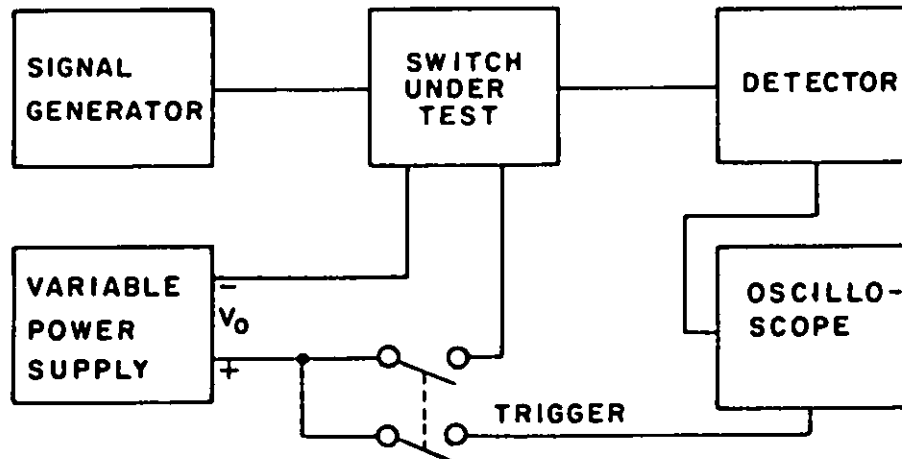 SIGNAL
GENERATOR
SWITCH
UNDER
TEST
DETECTOR
VARIABLE
POWER
SUPPLY
-
V₀
+
OSCILLO-
SCOPE
TRIGGER